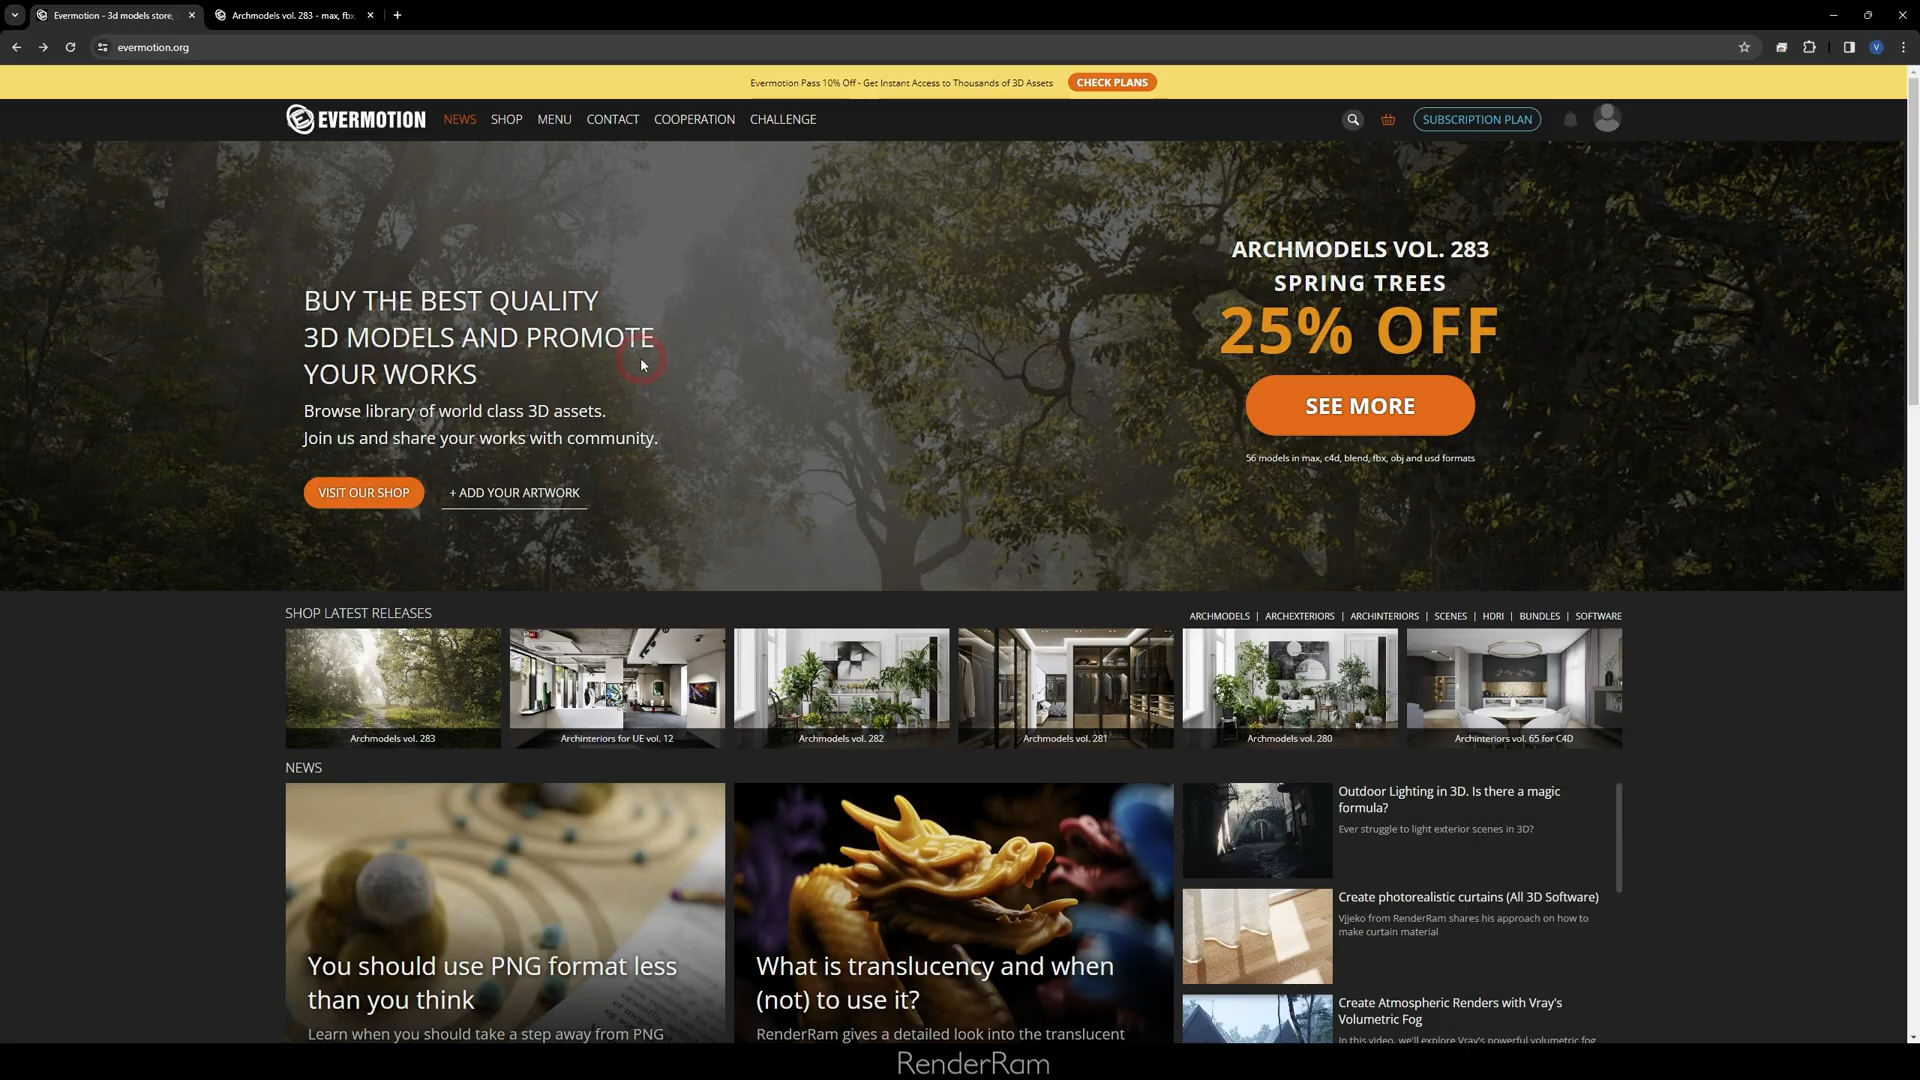 Evermotion - 3d models store,
Archmodels vol. 283 - max, fbx,
evermotion.org
V
Evermotion Pass 10% Off - Get Instant Access to Thousands of 3D Assets
CHECK PLANS
EVERMOTION
NEWS
SHOP
MENU
CONTACT
COOPERATION
CHALLENGE
SUBSCRIPTION PLAN
BUY THE BEST QUALITY
3D MODELS AND PROMOTE
YOUR WORKS
Browse library of world class 3D assets.
Join us and share your works with community.
VISIT OUR SHOP
+ ADD YOUR ARTWORK
ARCHMODELS VOL. 283
SPRING TREES
25% OFF
SEE MORE
56 models in max, c4d, blend, fbx, obj and usd formats
SHOP LATEST RELEASES
ARCHMODELS | ARCHEXTERIORS | ARCHINTERIORS | SCENES | HDRI | BUNDLES | SOFTWARE
Archmodels vol. 283
Archinteriors for UE vol. 12
Archmodels vol. 282
Archmodels vol. 281
Archmodels vol. 280
Archinteriors vol. 65 for C4D
NEWS
You should use PNG format less
than you think
Learn when you should take a step away from PNG
What is translucency and when
(not) to use it?
RenderRam gives a detailed look into the translucent
Outdoor Lighting in 3D. Is there a magic
formula?
Ever struggle to light exterior scenes in 3D?
Create photorealistic curtains (All 3D Software)
Vjjeko from RenderRam shares his approach on how to
make curtain material
Create Atmospheric Renders with Vray's
Volumetric Fog
In this video, we'll explore Vray's powerful volumetric fog
RenderRam